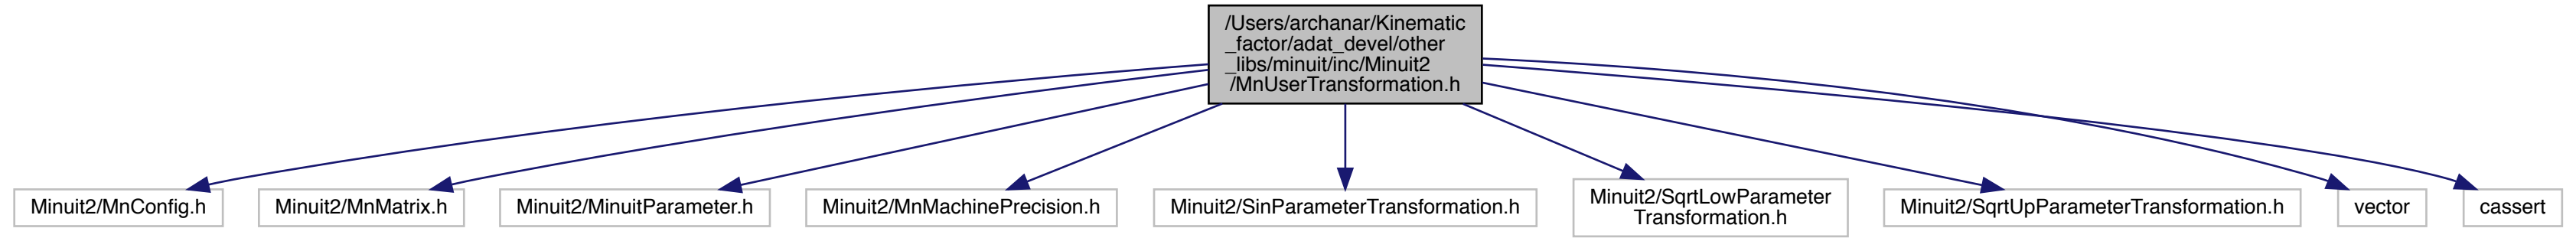 /Users/archanar/Kinematic
_factor/adat_devel/other
_libs/minuit/inc/Minuit2
/MnUserTransformation.h
Minuit2/MnConfig.h
Minuit2/MnMatrix.h
Minuit2/MinuitParameter.h
Minuit2/MnMachinePrecision.h
Minuit2/SinParameterTransformation.h
Minuit2/SqrtLowParameter
Transformation.h
Minuit2/SqrtUpParameterTransformation.h
vector
cassert